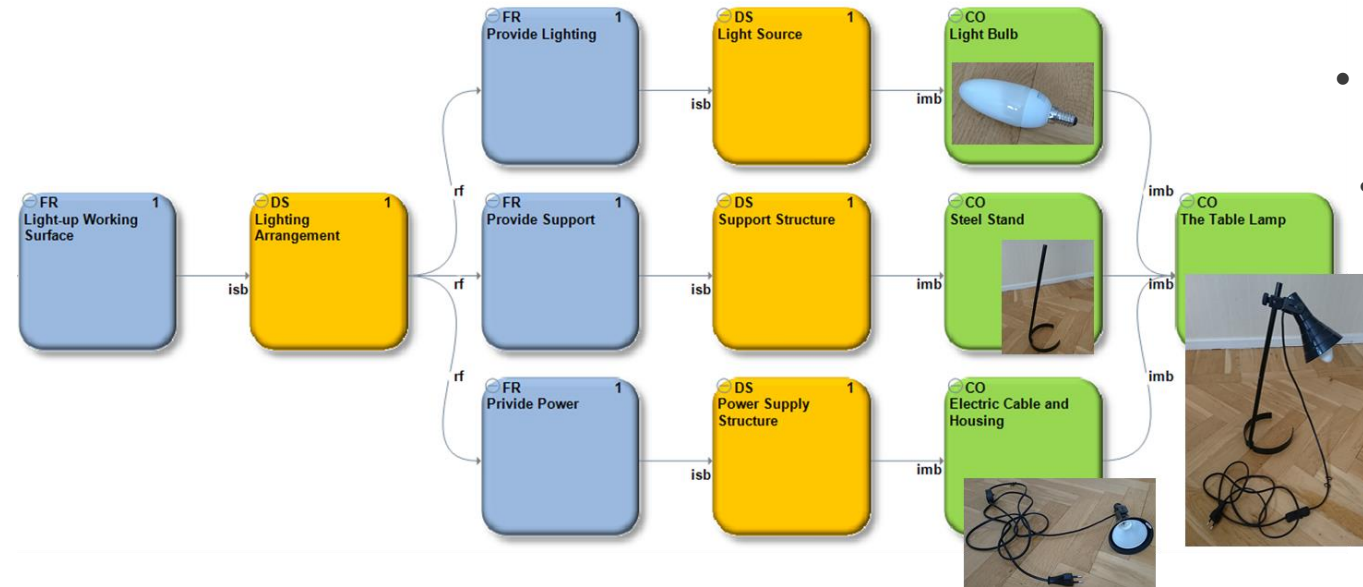 FR 1
Provide Lighting
DS 1
Light Source
CO
Light Bulb
isb
imb
rf
imb
FR 1
Light-up Working
Surface
DS 1
Lighting
Arrangement
FR 1
Provide Support
DS 1
Support Structure
CO
Steel Stand
CO
The Table Lamp
isb
rf
isb
imb
imb
rf
imb
FR 1
Privide Power
DS 1
Power Supply
Structure
CO
Electric Cable and
Housing
isb
imb